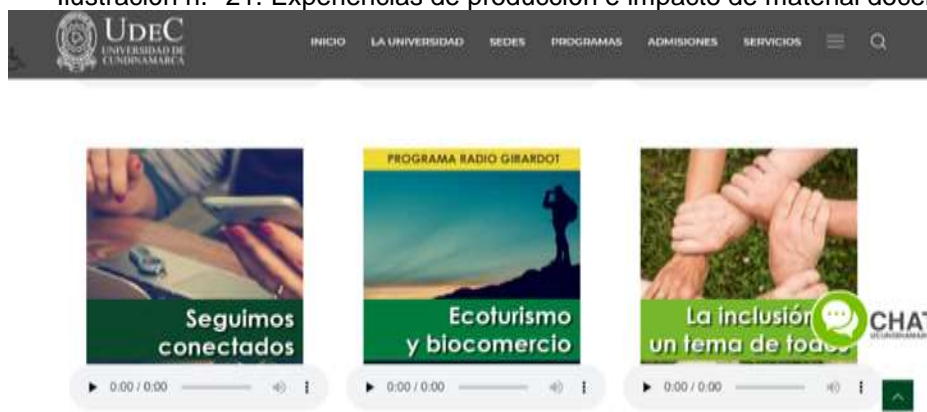 Ilustración n.° 21. Experiencias de producción e impacto de material docen
UDEC
UNIVERSIDAD DE
CUNDINAMARCA
INICIO LA UNIVERSIDAD SEDES PROGRAMAS ADMISIONES SERVICIOS
Seguimos
conectados
0:00 / 0:00
PROGRAMA RADIO GIRARDOT
Ecoturismo
y biocomercio
0:00 / 0:00
La inclusión
un tema de todos
0:00 / 0:00
CHAT
UCUNDINAMAR